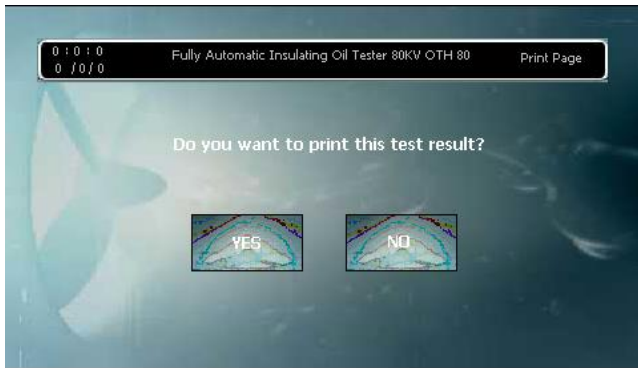 0 : 0 : 0
0 /0/0
Fully Automatic Insulating Oil Tester 80KV OTH 80
Print Page
Do you want to print this test result?
YES
NO